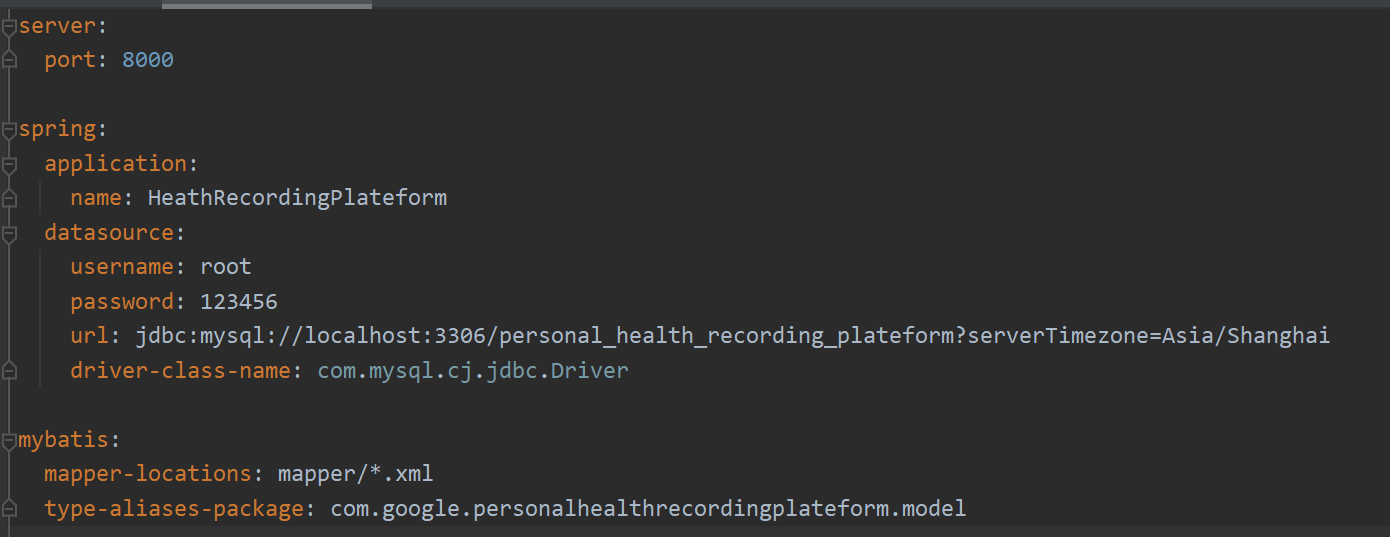 server:
port: 8000
spring:
application:
name: HeathRecordingPlateform
datasource:
username: root
password: 123456
url: jdbc:mysql://localhost:3306/personal_health_recording_plateform?serverTimezone=Asia/Shanghai
driver-class-name: com.mysql.cj.jdbc.Driver
mybatis:
mapper-locations: mapper/*.xml
type-aliases-package: com.google.personalhealthrecordingplateform.model